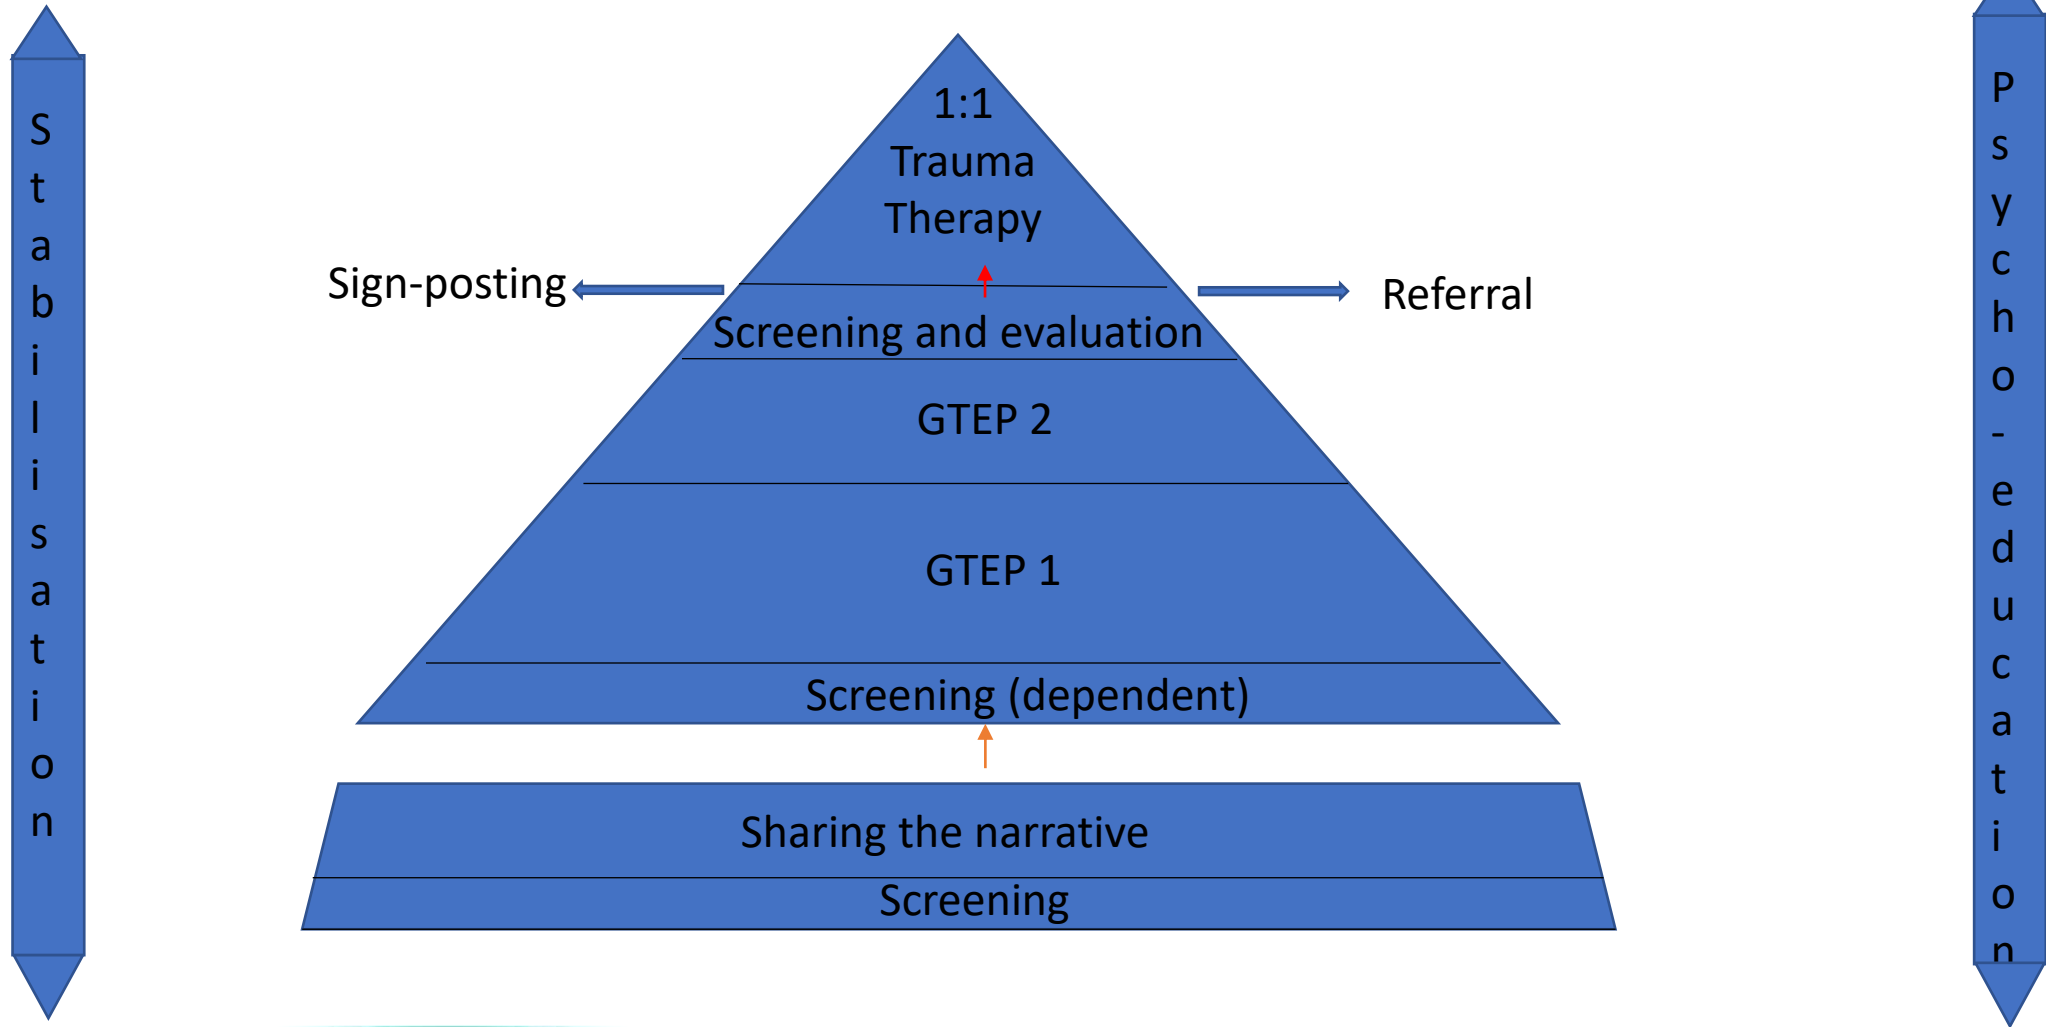 Stabilisation
1:1
Trauma
Therapy
Sign-posting
Referral
Screening and evaluation
GTEP 2
GTEP 1
Screening (dependent)
Sharing the narrative
Screening
Psycho-education